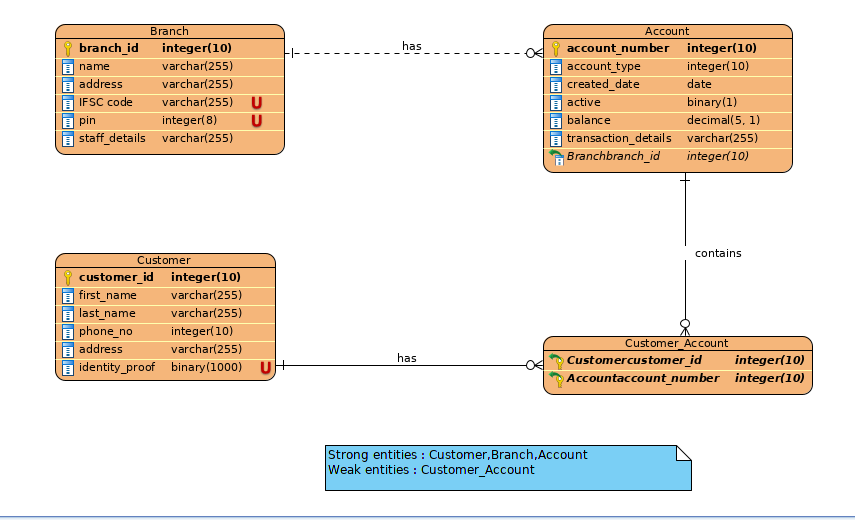 Branch
branch_id integer(10)
name varchar(255)
address varchar(255)
IFSC code varchar(255) U
pin integer(8) U
staff_details varchar(255)
has
Account
account_number integer(10)
account_type integer(10)
created_date date
active binary(1)
balance decimal(5, 1)
transaction_details varchar(255)
Branchbranch_id integer(10)
contains
Customer
customer_id integer(10)
first_name varchar(255)
last_name varchar(255)
phone_no integer(10)
address varchar(255)
identity_proof binary(1000) U
has
Customer_Account
Customercustomer_id integer(10)
Accountaccount_number integer(10)
Strong entities : Customer,Branch,Account
Weak entities : Customer_Account